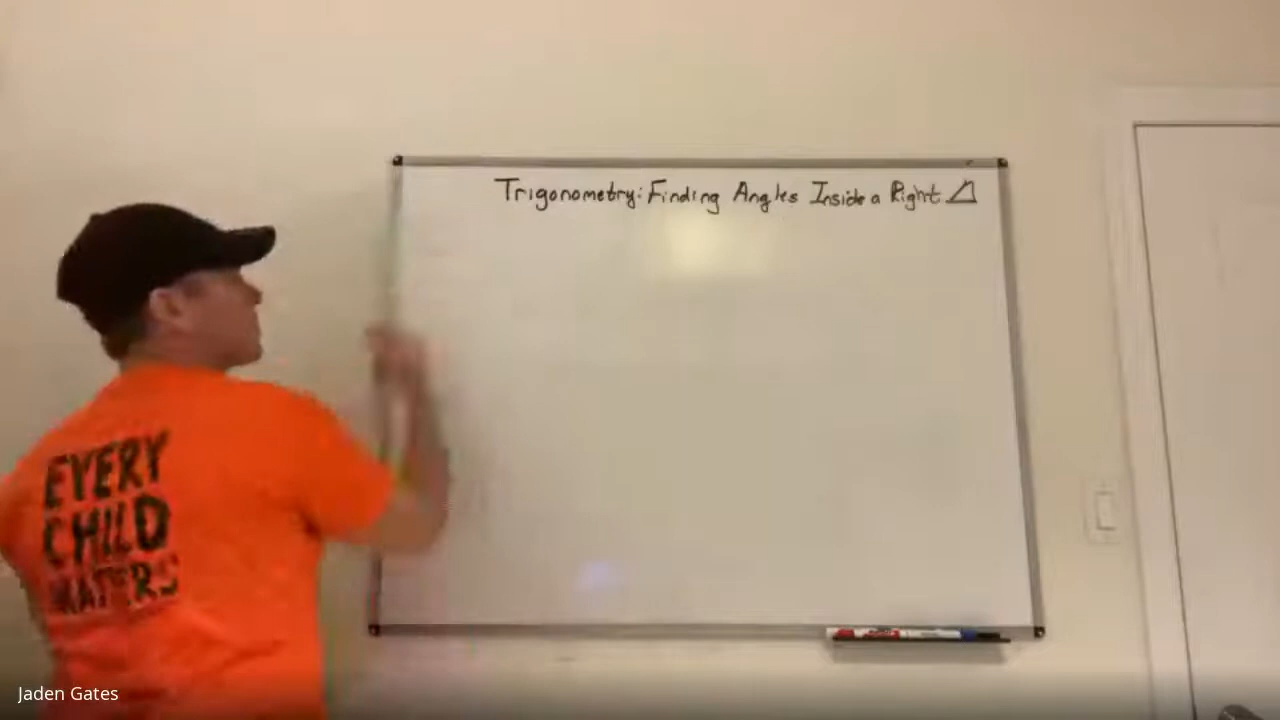 Trigonometry: Finding Angles Inside a Right
EVERY
CHILD
MATTERS
Jaden Gates